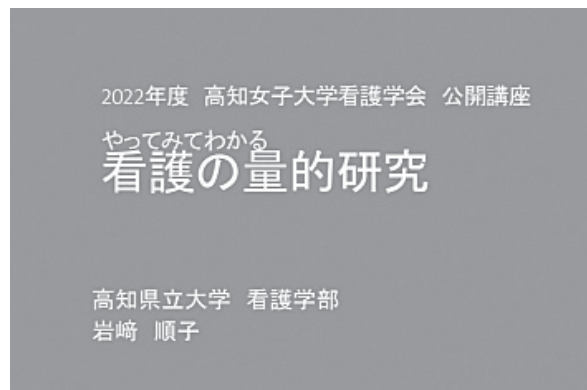 2022年度 高知女子大学看護学会 公開講座
やってみてわかる
看護の量的研究
高知県立大学 看護学部
岩﨑 順子